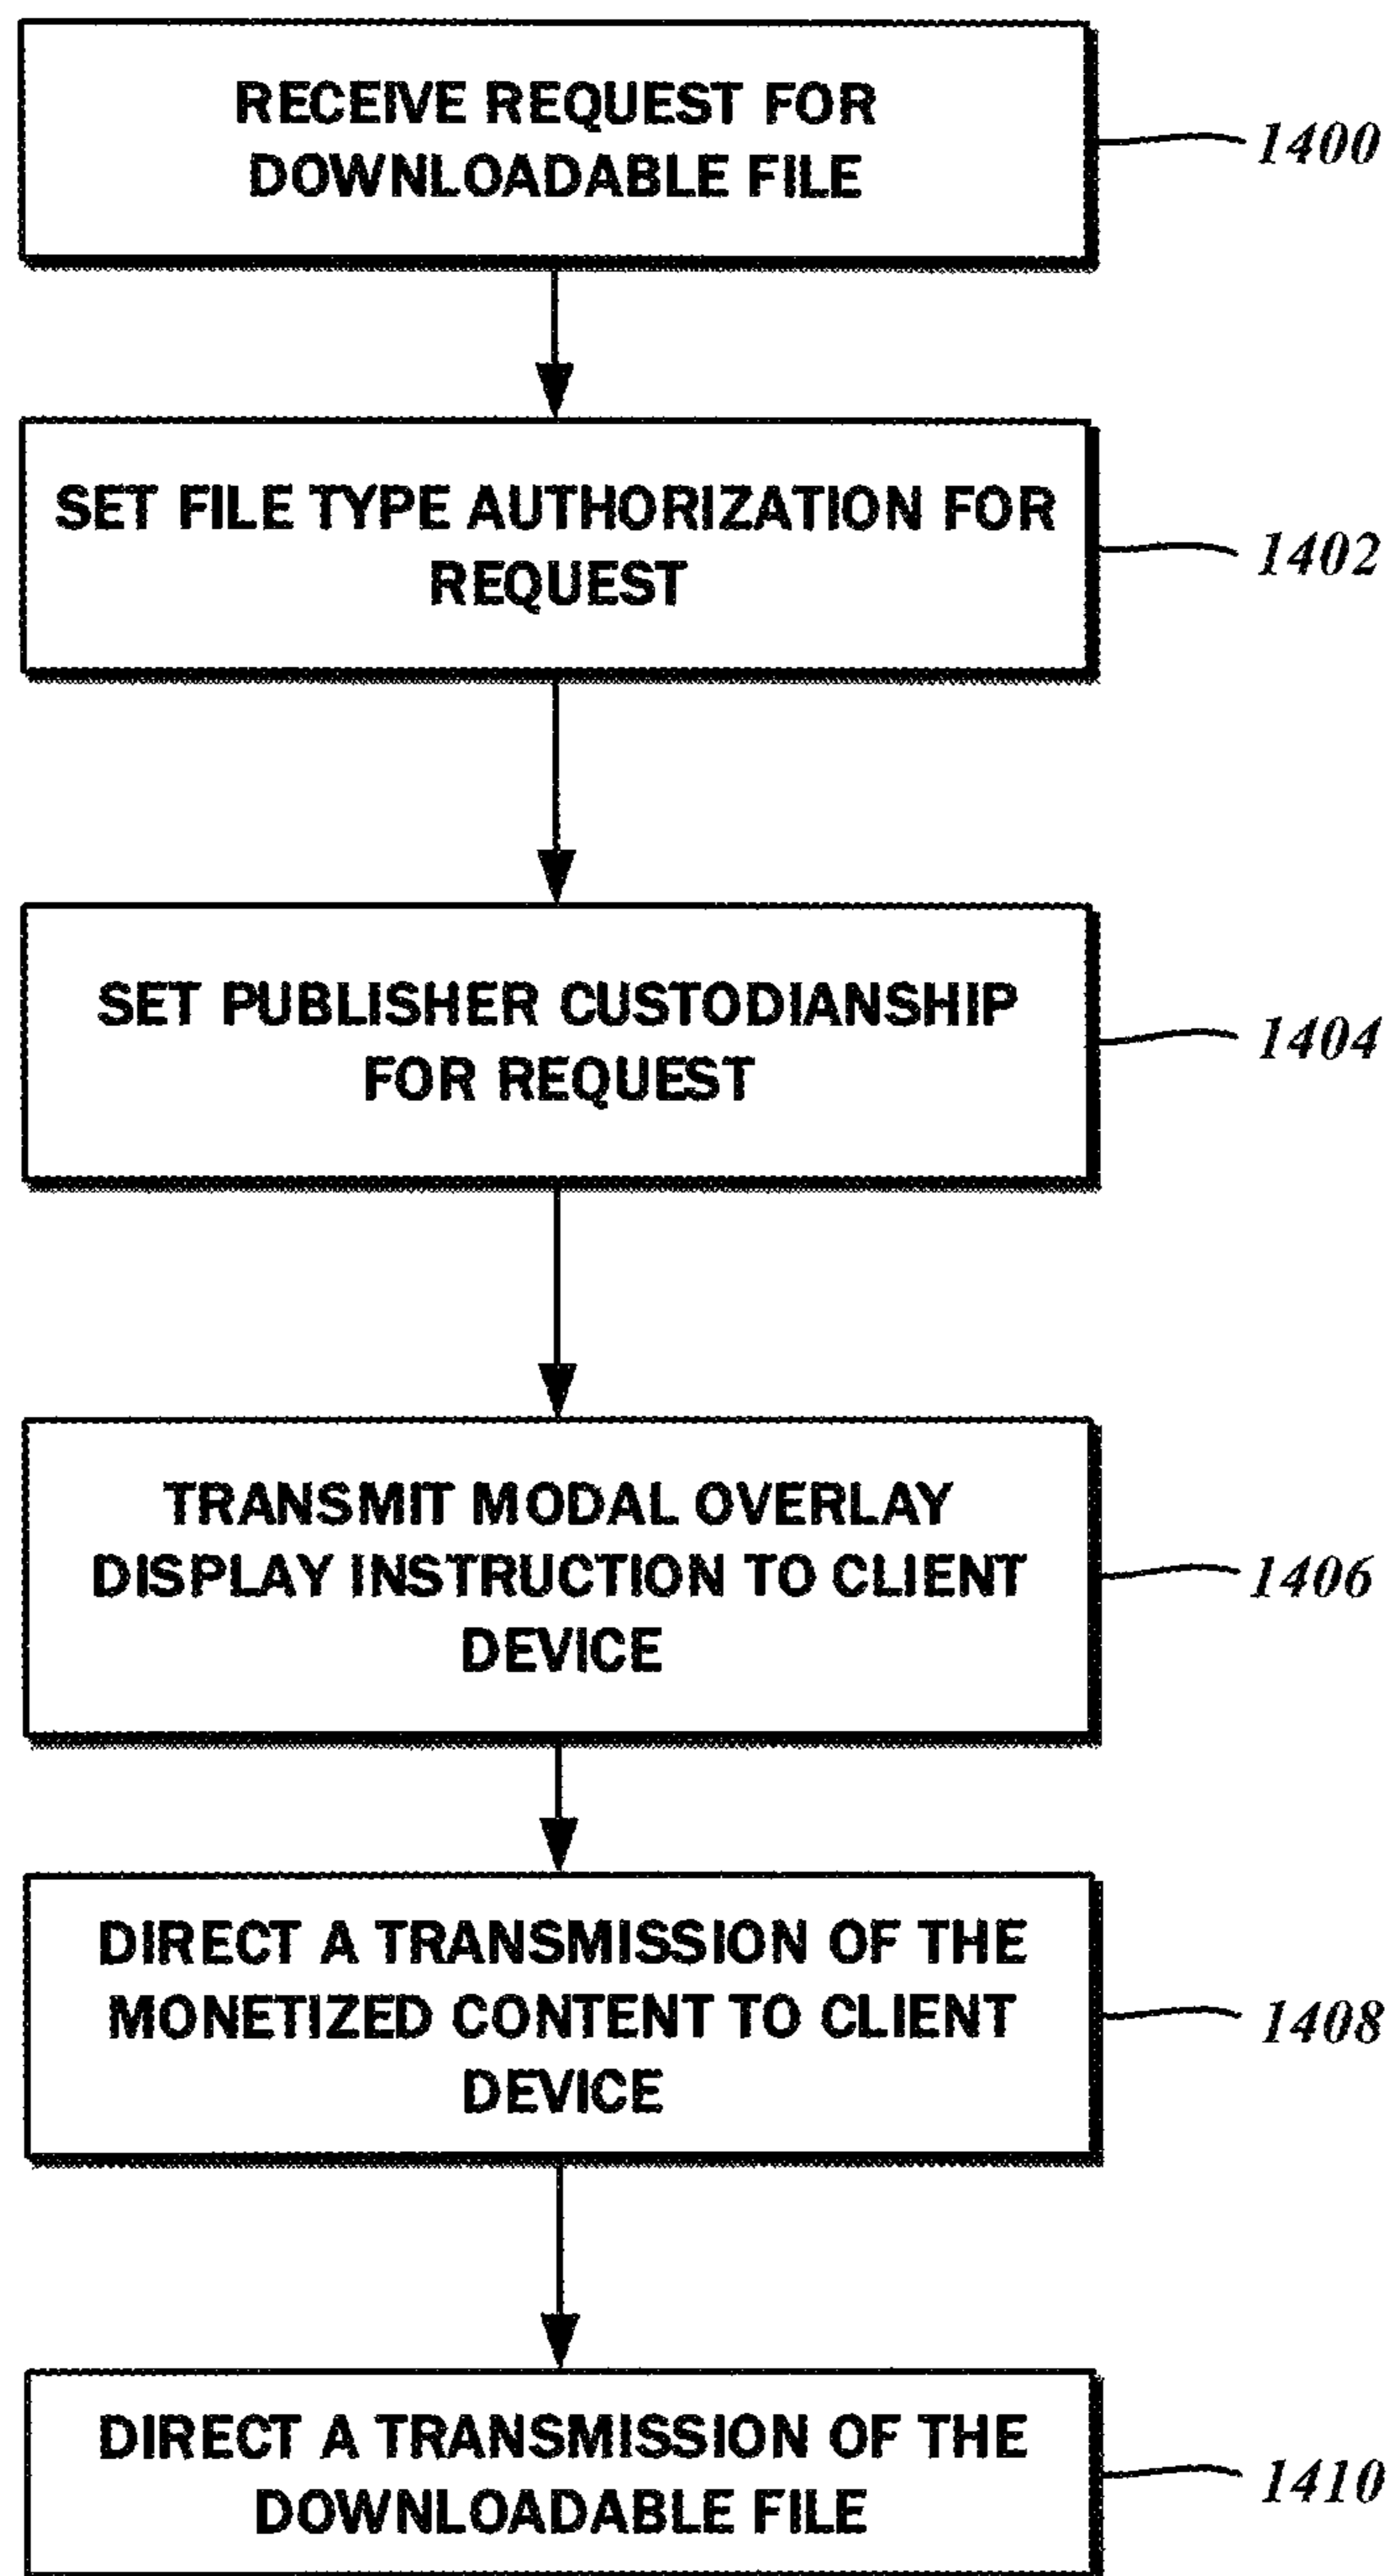 RECEIVE REQUEST FOR
DOWNLOADABLE FILE
1400
SET FILE TYPE AUTHORIZATION FOR
REQUEST
1402
SET PUBLISHER CUSTODIANSHIP
FOR REQUEST
1404
TRANSMIT MODAL OVERLAY
DISPLAY INSTRUCTION TO CLIENT
DEVICE
1406
DIRECT A TRANSMISSION OF THE
MONETIZED CONTENT TO CLIENT
DEVICE
1408
DIRECT A TRANSMISSION OF THE
DOWNLOADABLE FILE
1410